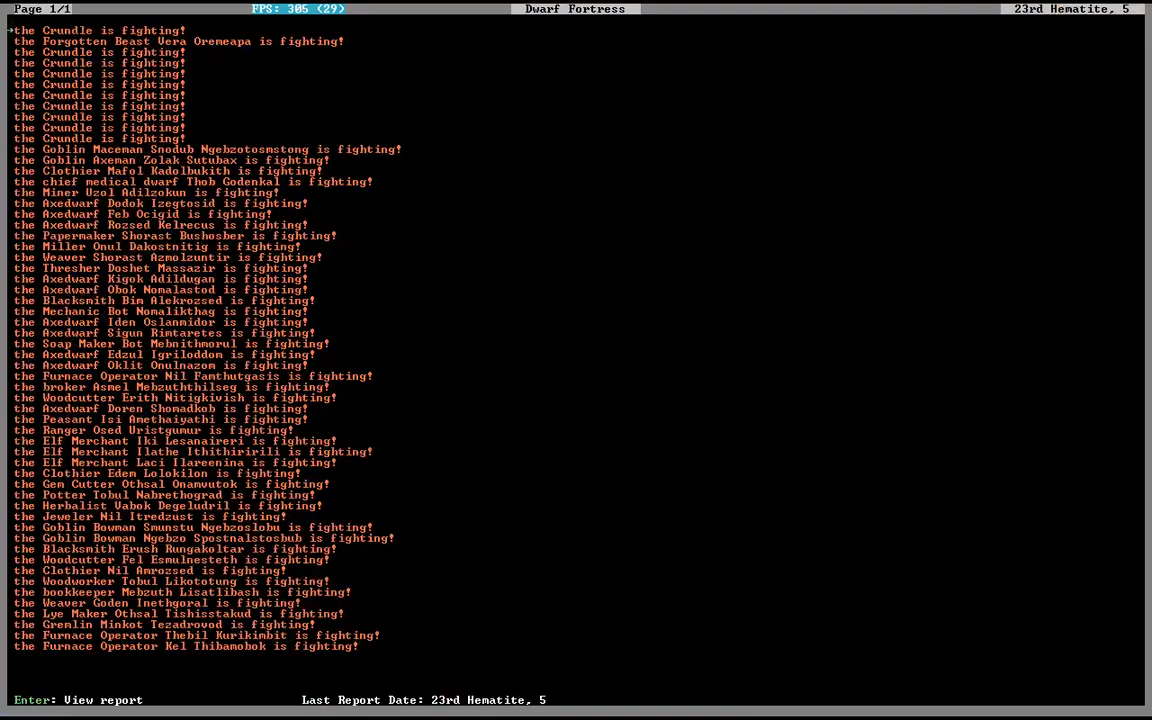 Page 1/1 FPS: 305 (29) Dwarf Fortress 23rd Hematite, 5
→the Crundle is fighting!
the Forgotten Beast Vera Oremeapa is fighting!
the Crundle is fighting!
the Crundle is fighting!
the Crundle is fighting!
the Crundle is fighting!
the Crundle is fighting!
the Crundle is fighting!
the Crundle is fighting!
the Crundle is fighting!
the Crundle is fighting!
the Goblin Maceman Snodub Ngebzotosmstong is fighting!
the Goblin Axeman Zolak Sutubax is fighting!
the Clothier Mafol Kadolbukith is fighting!
the chief medical dwarf Thob Godenkal is fighting!
the Miner Uzol Adilzokun is fighting!
the Axedwarf Dodok Izegtosid is fighting!
the Axedwarf Feb Ocigid is fighting!
the Axedwarf Rozsed Kelrecus is fighting!
the Papermaker Shorast Bushosber is fighting!
the Miller Onul Dakostnitig is fighting!
the Weaver Shorast Azmolzuntir is fighting!
the Thresher Doshet Massazir is fighting!
the Axedwarf Kigok Adildugan is fighting!
the Axedwarf Obok Nomalastod is fighting!
the Blacksmith Bim Alekrozsed is fighting!
the Mechanic Bot Nomalikthag is fighting!
the Axedwarf Iden Oslanmidor is fighting!
the Axedwarf Sigun Rimtaretes is fighting!
the Soap Maker Bot Mebnithmorul is fighting!
the Axedwarf Edzul Igriloddom is fighting!
the Axedwarf Oklit Onulnazom is fighting!
the Furnace Operator Nil Famthutgasis is fighting!
the broker Asmel Mebzuththilseg is fighting!
the Woodcutter Erith Nitigkivish is fighting!
the Axedwarf Doren Shomadkob is fighting!
the Peasant Isi Amethaiyathi is fighting!
the Ranger Osed Uristgumur is fighting!
the Elf Merchant Iki Lesanaireri is fighting!
the Elf Merchant Ilathe Ithithiririli is fighting!
the Elf Merchant Laci Ilareenina is fighting!
the Clothier Edem Lolokilon is fighting!
the Gem Cutter Othsal Onamvutok is fighting!
the Potter Tobul Nabrethograd is fighting!
the Herbalist Vabok Degeludril is fighting!
the Jeweler Nil Itredzust is fighting!
the Goblin Bowman Smunstu Ngebzoslobu is fighting!
the Goblin Bowman Ngebzo Spostnalstosbub is fighting!
the Blacksmith Erush Rungakoltar is fighting!
the Woodcutter Fel Esmulnesteth is fighting!
the Clothier Nil Amrozsed is fighting!
the Woodworker Tobul Likototung is fighting!
the bookkeeper Mebzuth Lisatlibash is fighting!
the Weaver Goden Inethgoral is fighting!
the Lye Maker Othsal Tishisstakud is fighting!
the Gremlin Minkot Tezadrovod is fighting!
the Furnace Operator Thebil Kurikimbit is fighting!
the Furnace Operator Kel Thibamobok is fighting!
Enter: View report Last Report Date: 23rd Hematite, 5